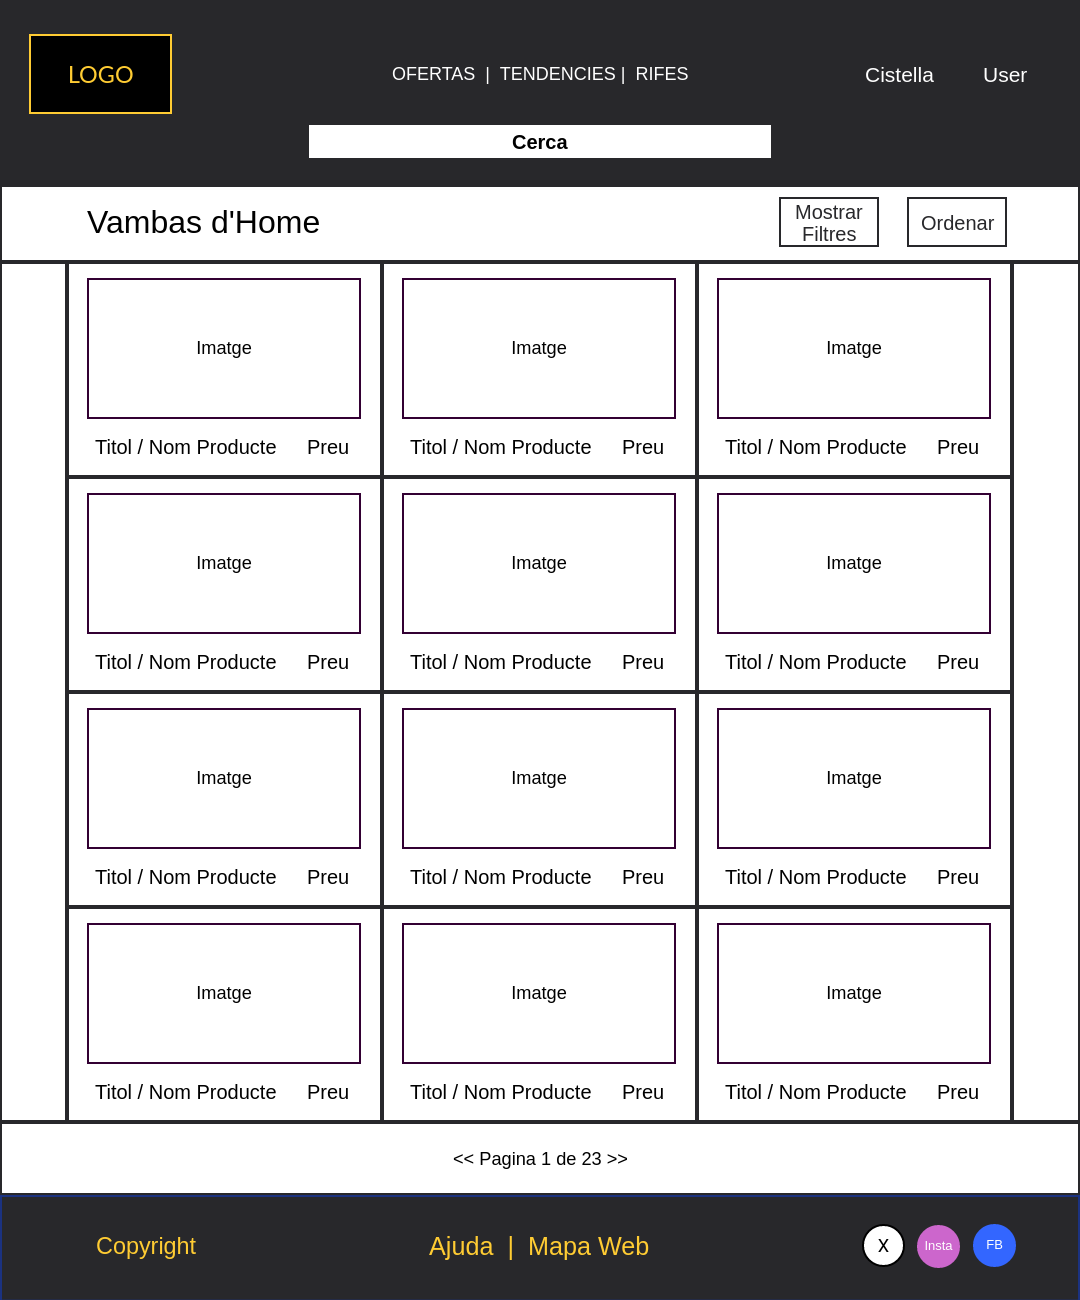 LOGO
OFERTAS | TENDENCIES | RIFES
Cistella
User
Cerca
Vambas d'Home
Mostrar
Filtres
Ordenar
Imatge
Imatge
Imatge
Titol / Nom Producte Preu
Titol / Nom Producte Preu
Titol / Nom Producte Preu
Imatge
Imatge
Imatge
Titol / Nom Producte Preu
Titol / Nom Producte Preu
Titol / Nom Producte Preu
Imatge
Imatge
Imatge
Titol / Nom Producte Preu
Titol / Nom Producte Preu
Titol / Nom Producte Preu
Imatge
Imatge
Imatge
Titol / Nom Producte Preu
Titol / Nom Producte Preu
Titol / Nom Producte Preu
<< Pagina 1 de 23 >>
Copyright
Ajuda | Mapa Web
X
Insta
FB